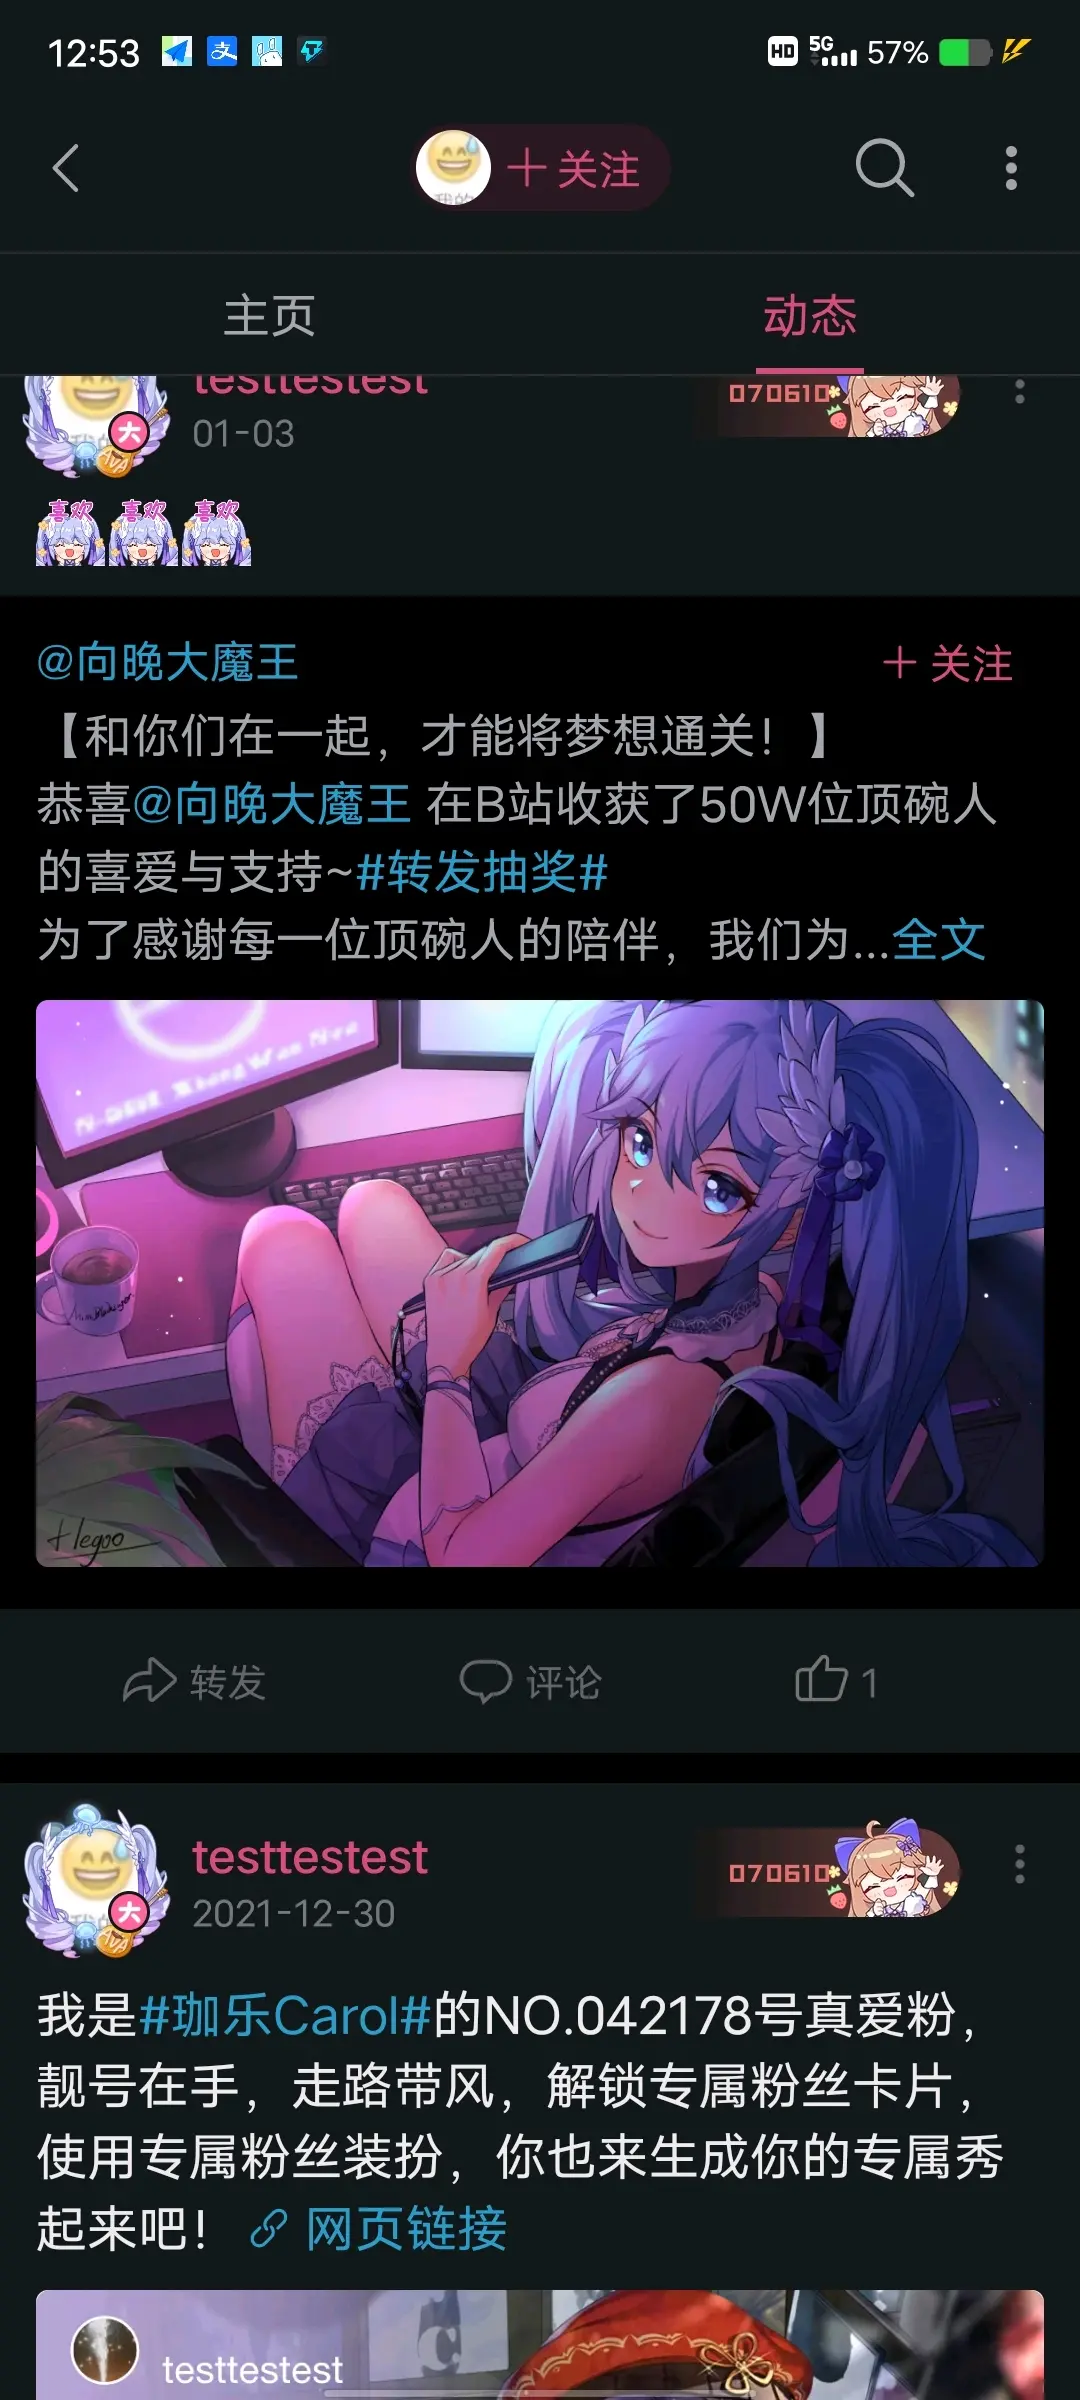 12:53
HD 5G 57%
关注
主页
动态
testtestest
070610
01-03
大
喜欢 喜欢 喜欢
@向晚大魔王
关注
【和你们在一起，才能将梦想通关！】
恭喜@向晚大魔王 在B站收获了50W位顶碗人
的喜爱与支持~#转发抽奖#
为了感谢每一位顶碗人的陪伴，我们为...全文
转发
评论
1
testtestest
070610
2021-12-30
大
我是#珈乐Carol#的NO.042178号真爱粉，
靓号在手，走路带风，解锁专属粉丝卡片，
使用专属粉丝装扮，你也来生成你的专属秀
起来吧！ 网页链接
testtestest